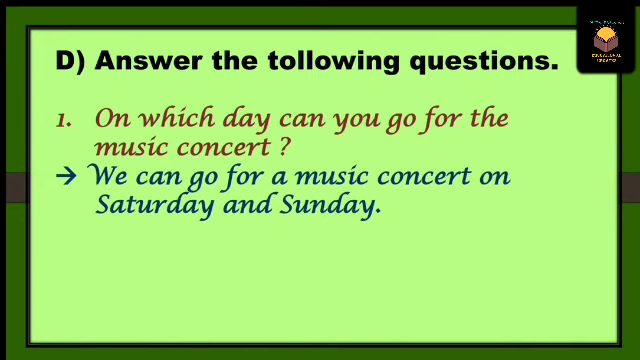 D) Answer the tollowing questions.
1. On which day can you go for the
music concert ?
→ We can go for a music concert on
Saturday and Sunday.
EDUCATIONAL